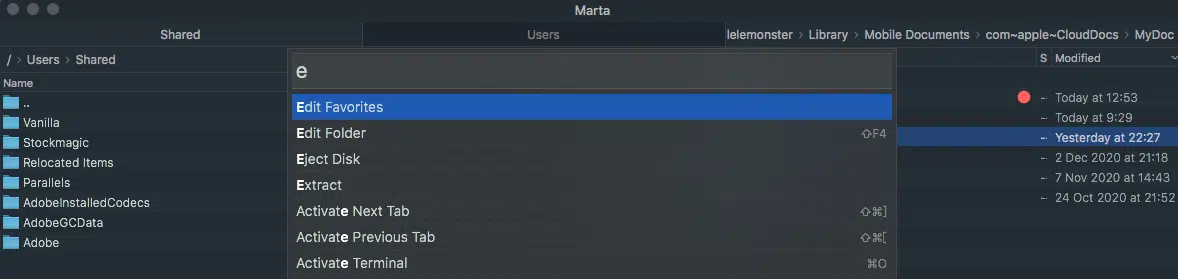 Marta
Shared
Users
lelemonster › Library › Mobile Documents › com~apple~CloudDocs › MyDoc
/ › Users › Shared
Name
..
Vanilla
Stockmagic
Relocated Items
Parallels
AdobeInstalledCodecs
AdobeGCData
Adobe
e
Edit Favorites
Edit Folder ⇧F4
Eject Disk
Extract
Activate Next Tab ⇧⌘]
Activate Previous Tab ⇧⌘[
Activate Terminal ⌘O
S Modified
-- Today at 12:53
-- Today at 9:29
-- Yesterday at 22:27
-- 2 Dec 2020 at 21:18
-- 7 Nov 2020 at 14:43
-- 24 Oct 2020 at 21:52